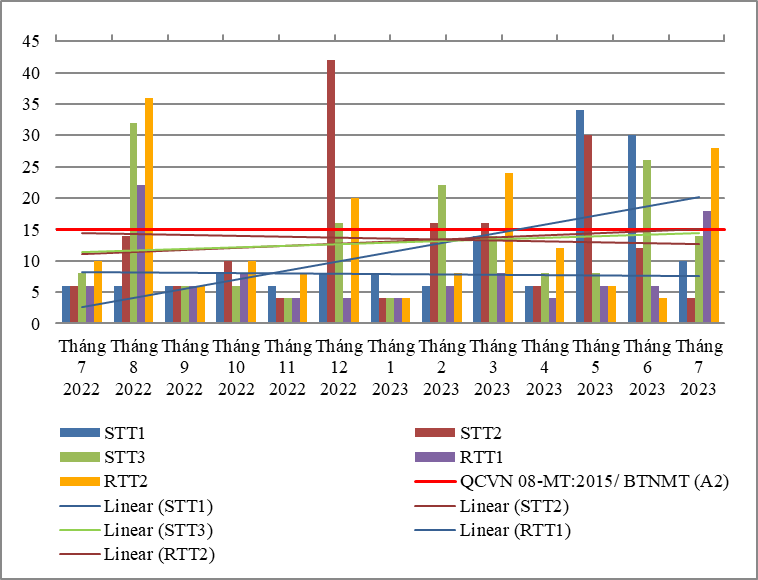 45
40
35
30
25
20
15
10
5
0
Tháng 7 2022
Tháng 8 2022
Tháng 9 2022
Tháng 10 2022
Tháng 11 2022
Tháng 12 2022
Tháng 1 2023
Tháng 2 2023
Tháng 3 2023
Tháng 4 2023
Tháng 5 2023
Tháng 6 2023
Tháng 7 2023
STT1
STT2
STT3
RTT1
RTT2
QCVN 08-MT:2015/ BTNMT (A2)
Linear (STT1)
Linear (STT2)
Linear (STT3)
Linear (RTT1)
Linear (RTT2)